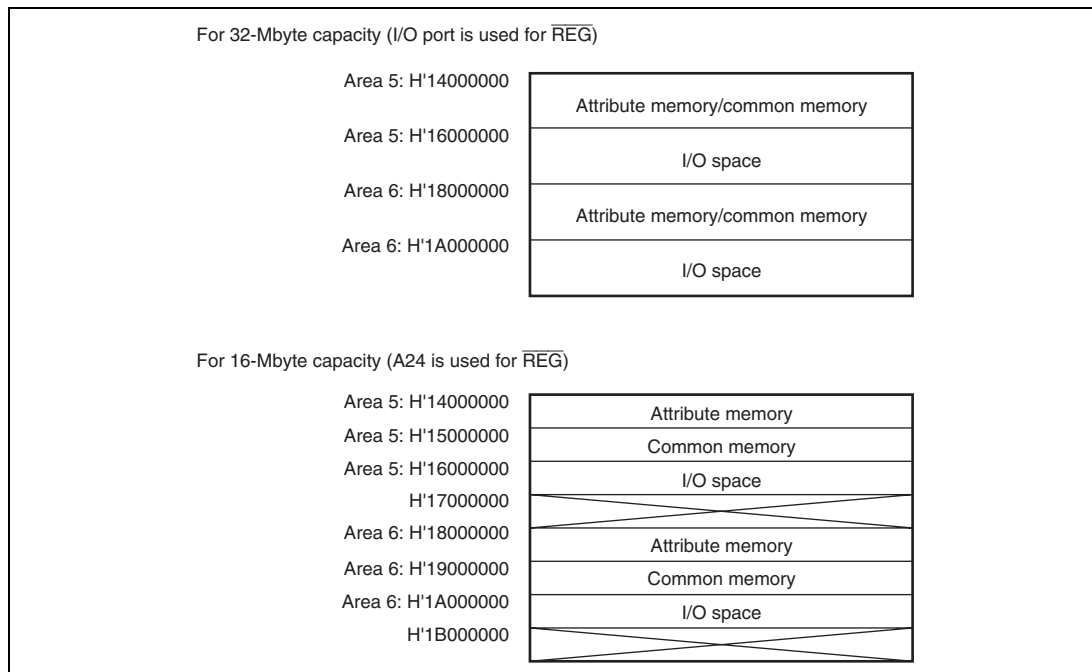 For 32-Mbyte capacity (I/O port is used for R̅E̅G̅)
Area 5: H'14000000
Attribute memory/common memory
Area 5: H'16000000
I/O space
Area 6: H'18000000
Attribute memory/common memory
Area 6: H'1A000000
I/O space
For 16-Mbyte capacity (A24 is used for R̅E̅G̅)
Area 5: H'14000000
Attribute memory
Area 5: H'15000000
Common memory
Area 5: H'16000000
I/O space
H'17000000
Area 6: H'18000000
Attribute memory
Area 6: H'19000000
Common memory
Area 6: H'1A000000
I/O space
H'1B000000